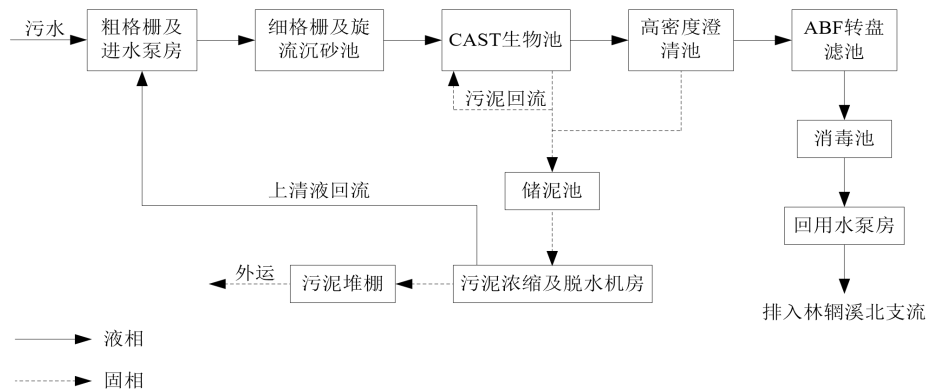 污水
粗格栅及
进水泵房
细格栅及旋
流沉砂池
CAST生物池
高密度澄
清池
ABF转盘
滤池
污泥回流
消毒池
储泥池
上清液回流
回用水泵房
外运
污泥堆棚
污泥浓缩及脱水机房
排入林辋溪北支流
液相
固相